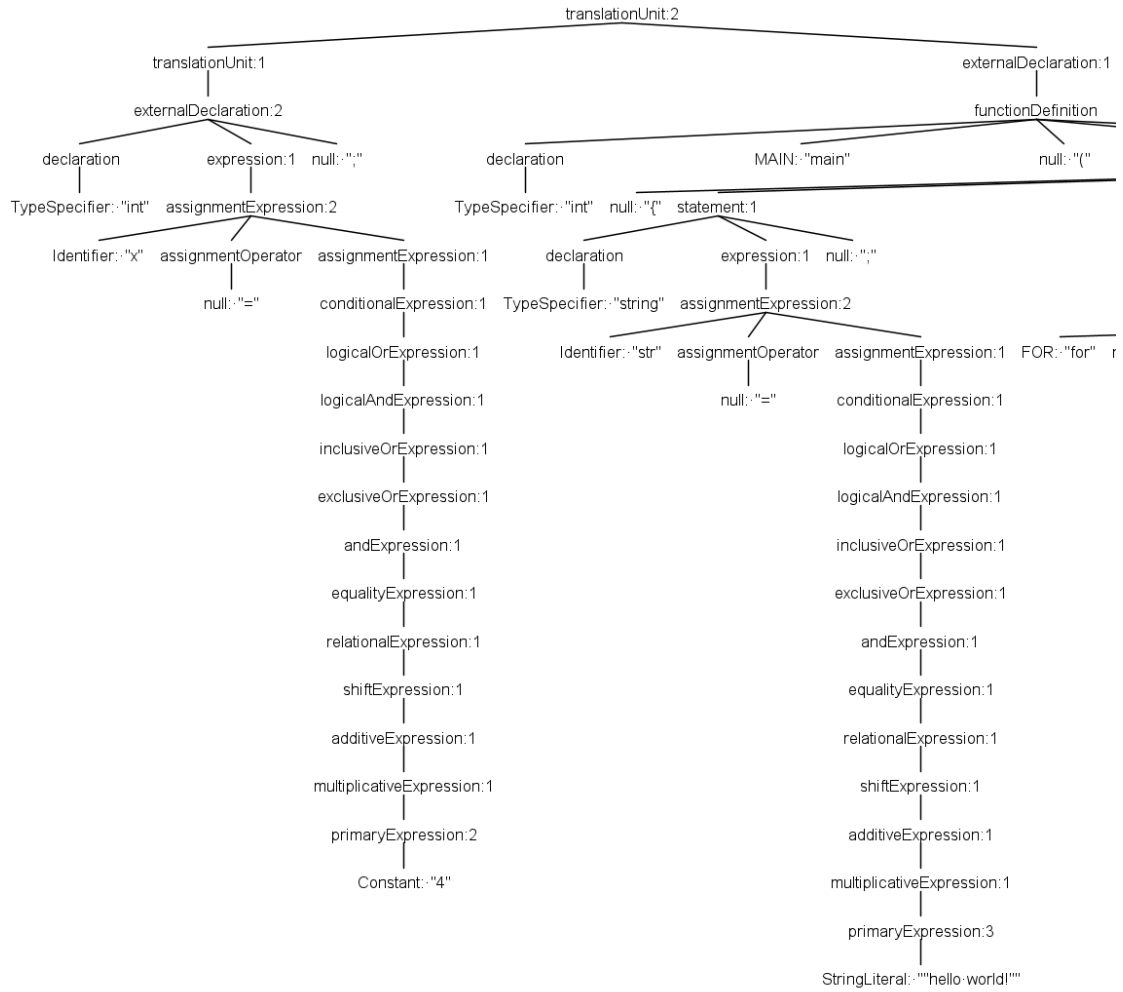 translationUnit:2
translationUnit:1 externalDeclaration:1
externalDeclaration:2 functionDefinition
declaration expression:1 null:·";" declaration MAIN:·"main" null:·"("
TypeSpecifier:·"int" assignmentExpression:2 TypeSpecifier:·"int" null:·"{" statement:1
Identifier:·"x" assignmentOperator assignmentExpression:1 declaration expression:1 null:·";"
null:·"=" conditionalExpression:1 TypeSpecifier:·"string" assignmentExpression:2
logicalOrExpression:1 Identifier:·"str" assignmentOperator assignmentExpression:1 FOR:·"for"
logicalAndExpression:1 null:·"=" conditionalExpression:1
inclusiveOrExpression:1 logicalOrExpression:1
exclusiveOrExpression:1 logicalAndExpression:1
andExpression:1 inclusiveOrExpression:1
equalityExpression:1 exclusiveOrExpression:1
relationalExpression:1 andExpression:1
shiftExpression:1 equalityExpression:1
additiveExpression:1 relationalExpression:1
multiplicativeExpression:1 shiftExpression:1
primaryExpression:2 additiveExpression:1
Constant:·"4" multiplicativeExpression:1
primaryExpression:3
StringLiteral:·""hello·world!""